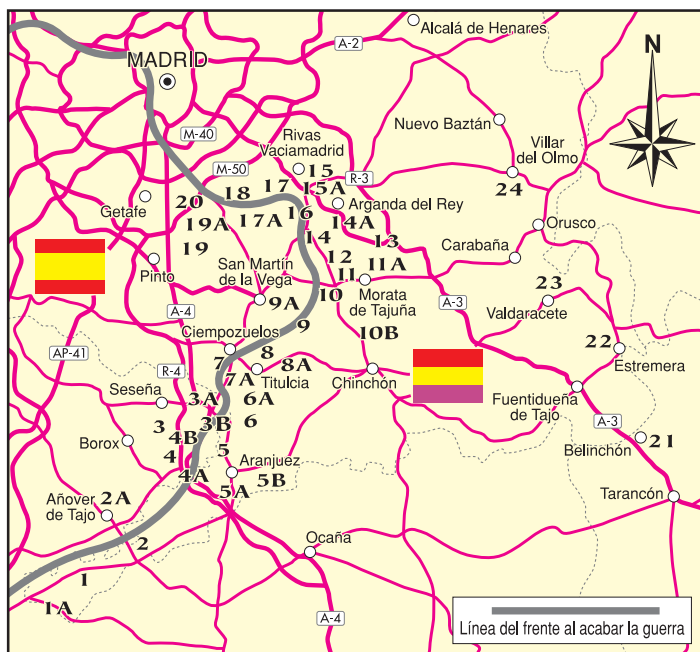 Alcalá de Henares
A-2
MADRID
N
M-40
Nuevo Baztán
Villar
del Olmo
Rivas
Vaciamadrid
M-50
R-3
15
17
18
15A
24
20
Getafe
16
Arganda del Rey
19A
17A
14A
Orusco
14
13
19
12
Carabaña
Pinto
San Martín
de la Vega
11
11A
10
Morata
de Tajuña
9A
A-4
A-3
23
Valdaracete
9
10B
Ciempozuelos
8
22
AP-41
7
8A
R-4
7A
Titulcia
Chinchón
Estremera
Seseña
3A
6A
Fuentidueña
de Tajo
3
3B
6
A-3
4B
21
Borox
5
Belinchón
4
4A
Aranjuez
5B
5A
Tarancón
2A
Añover
de Tajo
2
Ocaña
1
1A
A-4
Línea del frente al acabar la guerra